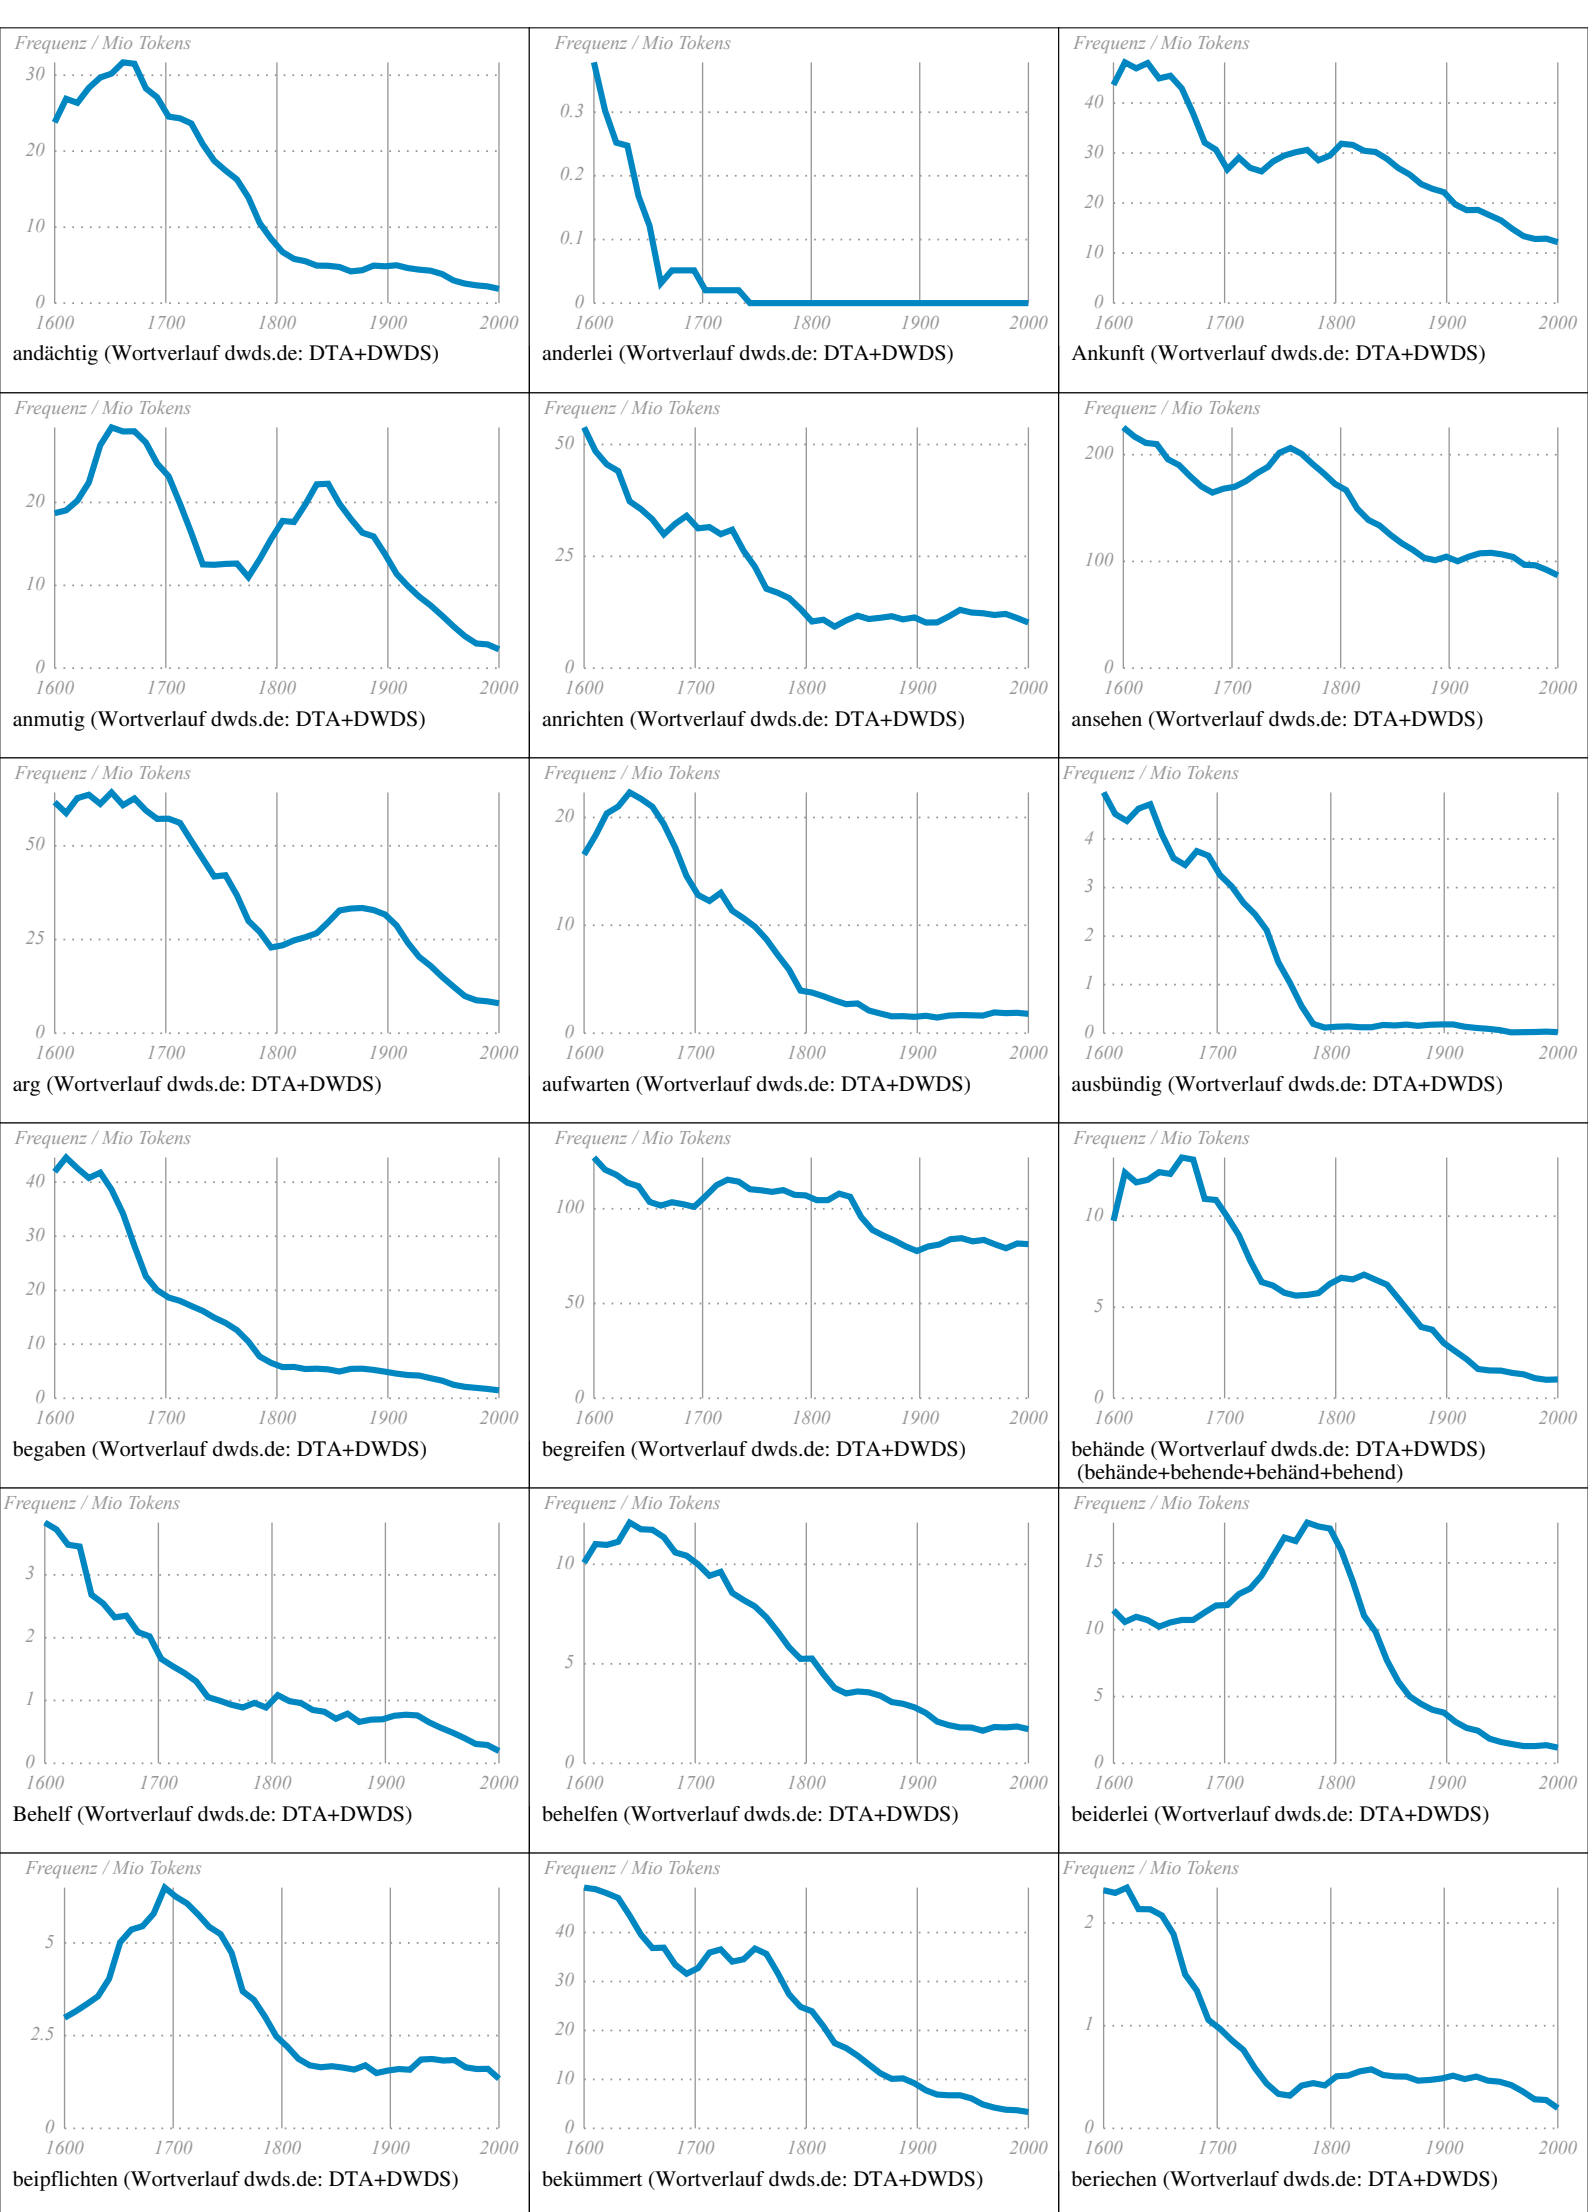 Frequenz / Mio Tokens
30
20
10
0
1600 1700 1800 1900 2000
andächtig (Wortverlauf dwds.de: DTA+DWDS)
Frequenz / Mio Tokens
0.3
0.2
0.1
0
1600 1700 1800 1900 2000
anderlei (Wortverlauf dwds.de: DTA+DWDS)
Frequenz / Mio Tokens
40
30
20
10
0
1600 1700 1800 1900 2000
Ankunft (Wortverlauf dwds.de: DTA+DWDS)
Frequenz / Mio Tokens
20
10
0
1600 1700 1800 1900 2000
anmutig (Wortverlauf dwds.de: DTA+DWDS)
Frequenz / Mio Tokens
50
25
0
1600 1700 1800 1900 2000
anrichten (Wortverlauf dwds.de: DTA+DWDS)
Frequenz / Mio Tokens
200
100
0
1600 1700 1800 1900 2000
ansehen (Wortverlauf dwds.de: DTA+DWDS)
Frequenz / Mio Tokens
50
25
0
1600 1700 1800 1900 2000
arg (Wortverlauf dwds.de: DTA+DWDS)
Frequenz / Mio Tokens
20
10
0
1600 1700 1800 1900 2000
aufwarten (Wortverlauf dwds.de: DTA+DWDS)
Frequenz / Mio Tokens
4
3
2
1
0
1600 1700 1800 1900 2000
ausbündig (Wortverlauf dwds.de: DTA+DWDS)
Frequenz / Mio Tokens
40
30
20
10
0
1600 1700 1800 1900 2000
begaben (Wortverlauf dwds.de: DTA+DWDS)
Frequenz / Mio Tokens
100
50
0
1600 1700 1800 1900 2000
begreifen (Wortverlauf dwds.de: DTA+DWDS)
Frequenz / Mio Tokens
10
5
0
1600 1700 1800 1900 2000
behände (Wortverlauf dwds.de: DTA+DWDS)
(behände+behende+behänd+behend)
Frequenz / Mio Tokens
3
2
1
0
1600 1700 1800 1900 2000
Behelf (Wortverlauf dwds.de: DTA+DWDS)
Frequenz / Mio Tokens
10
5
0
1600 1700 1800 1900 2000
behelfen (Wortverlauf dwds.de: DTA+DWDS)
Frequenz / Mio Tokens
15
10
5
0
1600 1700 1800 1900 2000
beiderlei (Wortverlauf dwds.de: DTA+DWDS)
Frequenz / Mio Tokens
5
2.5
0
1600 1700 1800 1900 2000
beipflichten (Wortverlauf dwds.de: DTA+DWDS)
Frequenz / Mio Tokens
40
30
20
10
0
1600 1700 1800 1900 2000
bekümmert (Wortverlauf dwds.de: DTA+DWDS)
Frequenz / Mio Tokens
2
1
0
1600 1700 1800 1900 2000
beriechen (Wortverlauf dwds.de: DTA+DWDS)